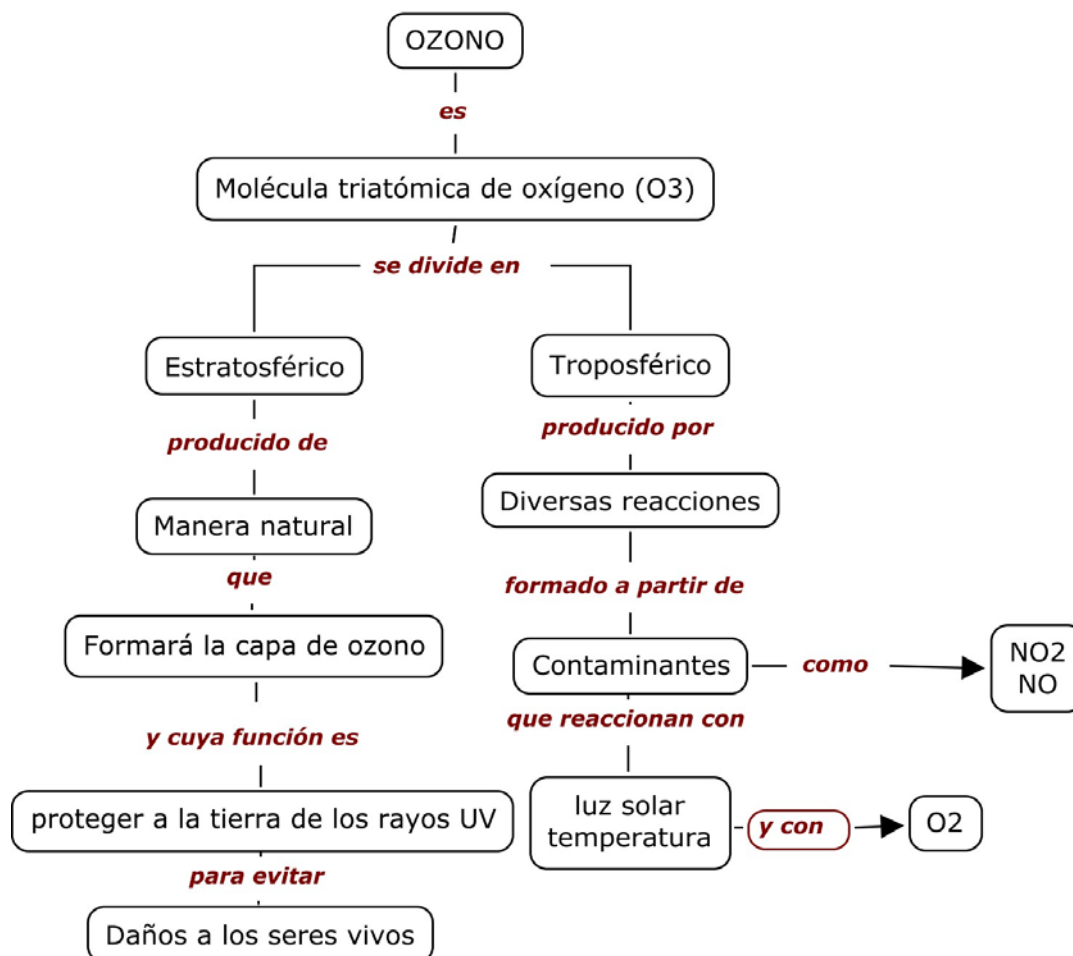 OZONO
es
Molécula triatómica de oxígeno (O3)
se divide en
Estratosférico
Troposférico
producido de
producido por
Manera natural
Diversas reacciones
que
formado a partir de
Formará la capa de ozono
Contaminantes
como
NO2
NO
y cuya función es
que reaccionan con
proteger a la tierra de los rayos UV
luz solar
temperatura
y con
O2
para evitar
Daños a los seres vivos